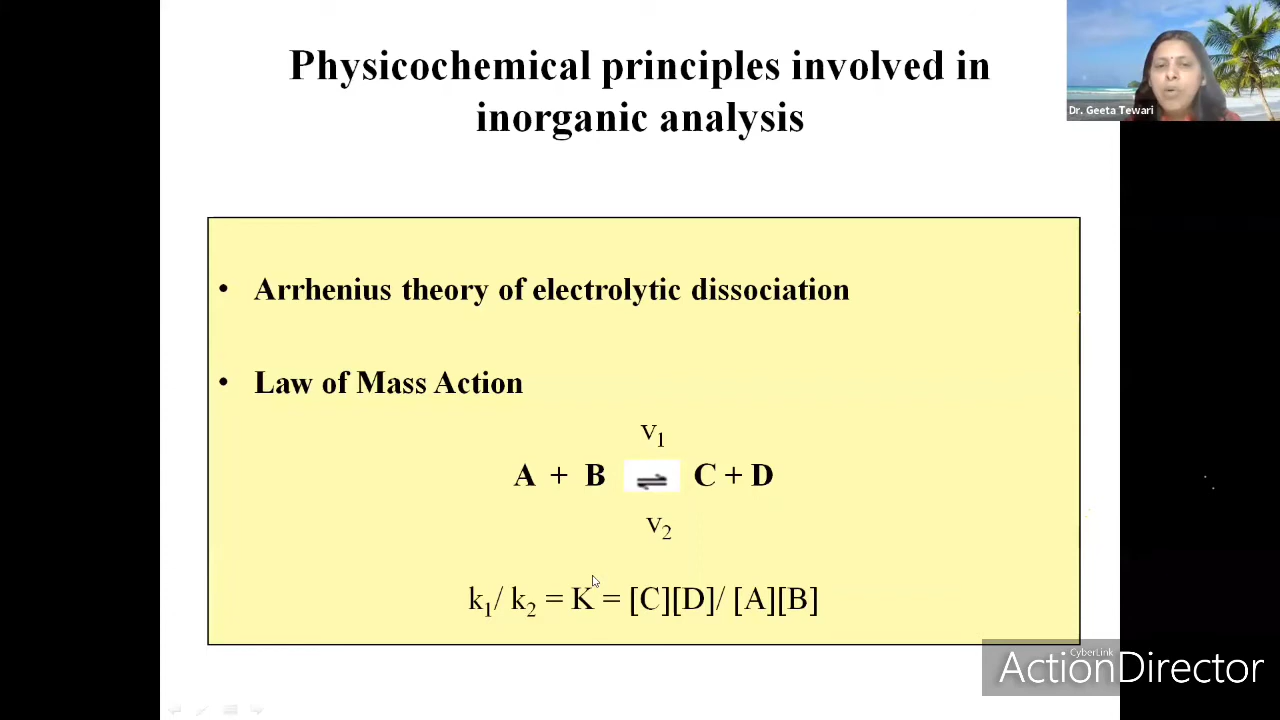 Physicochemical principles involved in
inorganic analysis
Dr. Geeta Tewari
• Arrhenius theory of electrolytic dissociation
• Law of Mass Action
v₁
A + B ⇌ C + D
v₂
k₁/ k₂ = K = [C][D]/ [A][B]
CyberLink
ActionDirector